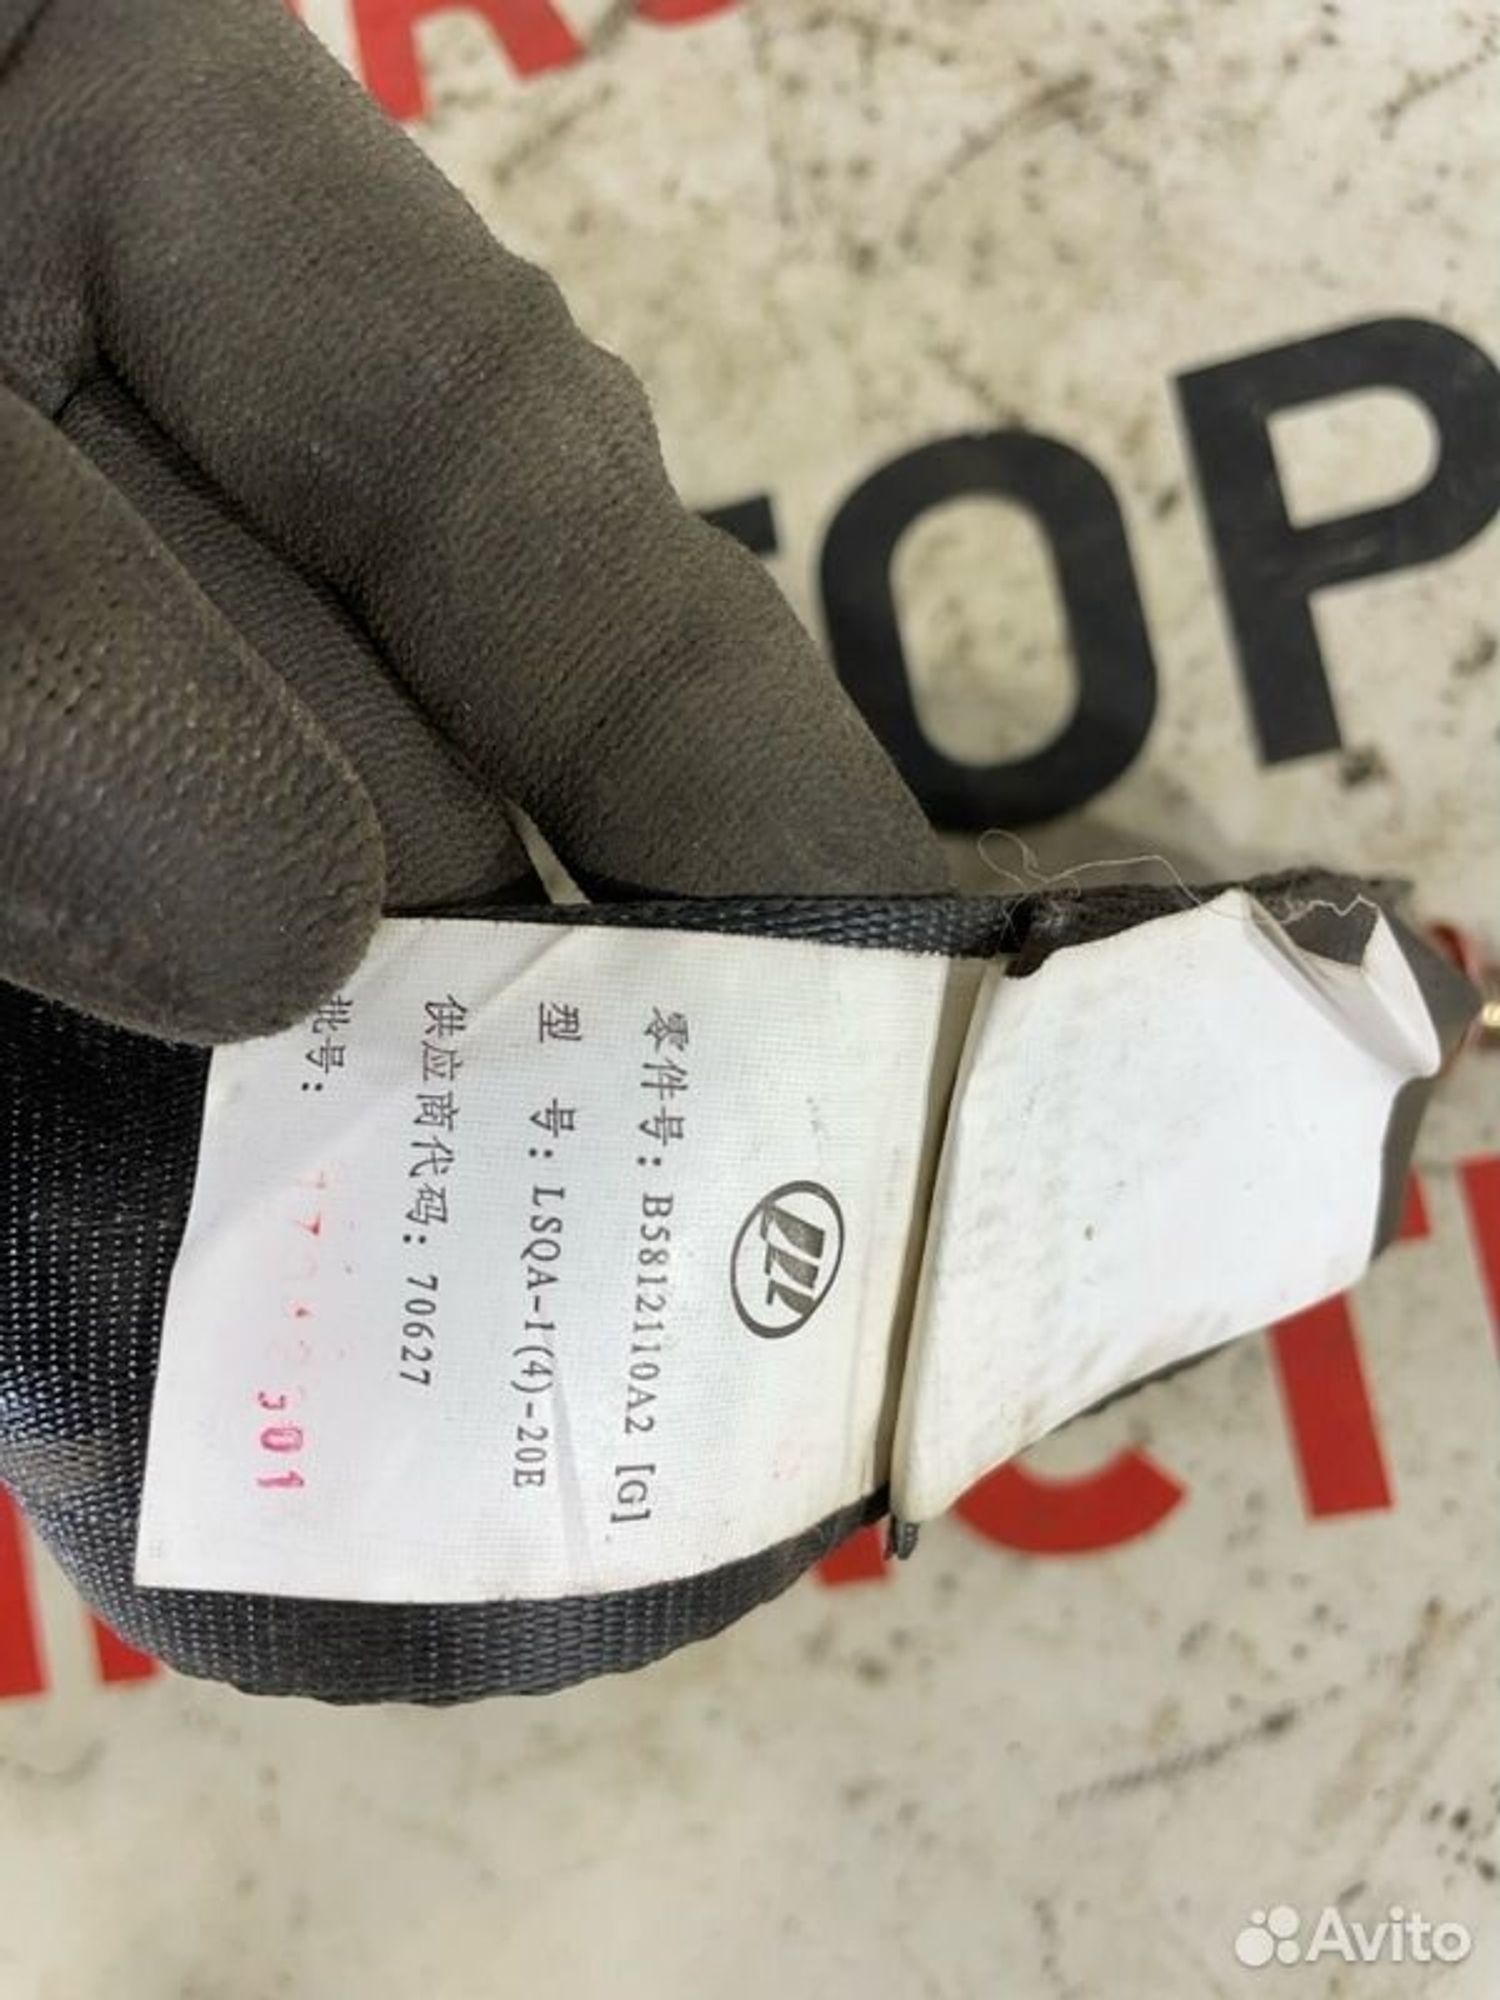 零件号: B5812110A2 [G]
型 号: LSQA-1(4)-20E
供应商代码: 70627
批号:
501
TOP
Avito